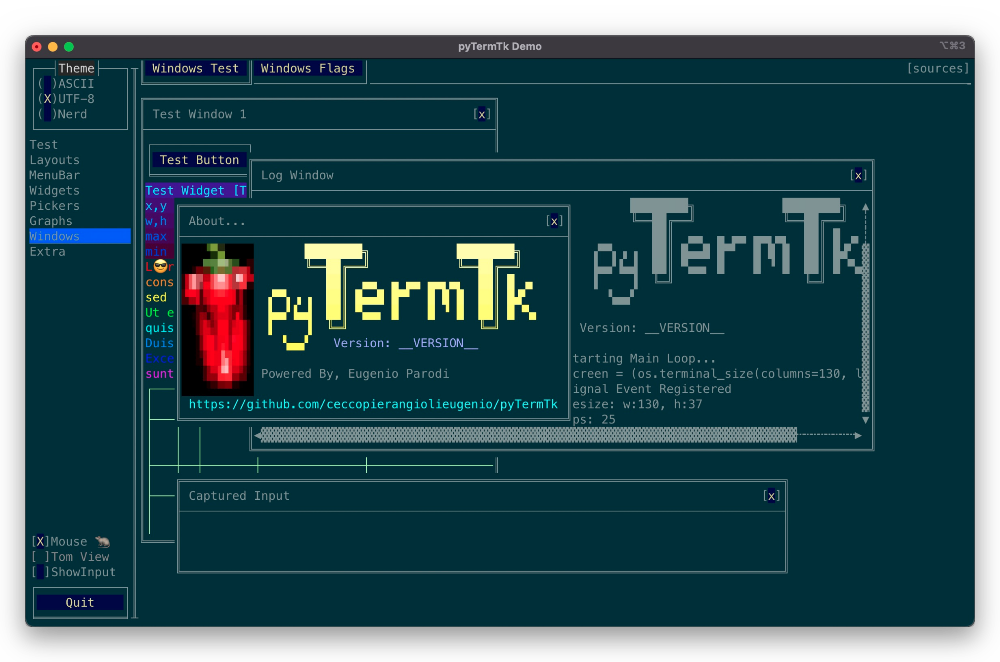 pyTermTk Demo
⌥⌘3
Theme
( )ASCII
(X)UTF-8
( )Nerd
Windows Test
Windows Flags
[sources]
Test
Layouts
MenuBar
Widgets
Pickers
Graphs
Windows
Extra
[X]Mouse
[ ]Tom View
[ ]ShowInput
Quit
Test Window 1
[x]
Test Button
Test Widget [T
x,y
w,h
max
min
L😎r
cons
sed
Ut e
quis
Duis
Exce
sunt
Log Window
[x]
pyTermTk
Version: __VERSION__
tarting Main Loop...
creen = (os.terminal_size(columns=130, l
ignal Event Registered
esize: w:130, h:37
ps: 25
About...
[x]
pyTermTk
Version: __VERSION__
Powered By, Eugenio Parodi
https://github.com/ceccopierangiolieugenio/pyTermTk
Captured Input
[x]